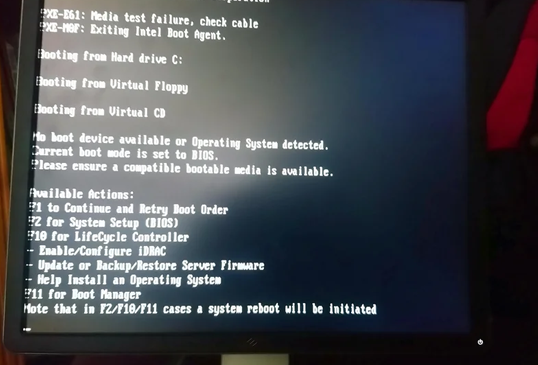 PXE-E61: Media test failure, check cable
PXE-M0F: Exiting Intel Boot Agent.
Booting from Hard drive C:
Booting from Virtual Floppy
Booting from Virtual CD
No boot device available or Operating System detected.
Current boot mode is set to BIOS.
Please ensure a compatible bootable media is available.
Available Actions:
F1 to Continue and Retry Boot Order
F2 for System Setup (BIOS)
F10 for LifeCycle Controller
- Enable/Configure iDRAC
- Update or Backup/Restore Server Firmware
- Help Install an Operating System
F11 for Boot Manager
Note that in F2/F10/F11 cases a system reboot will be initiated